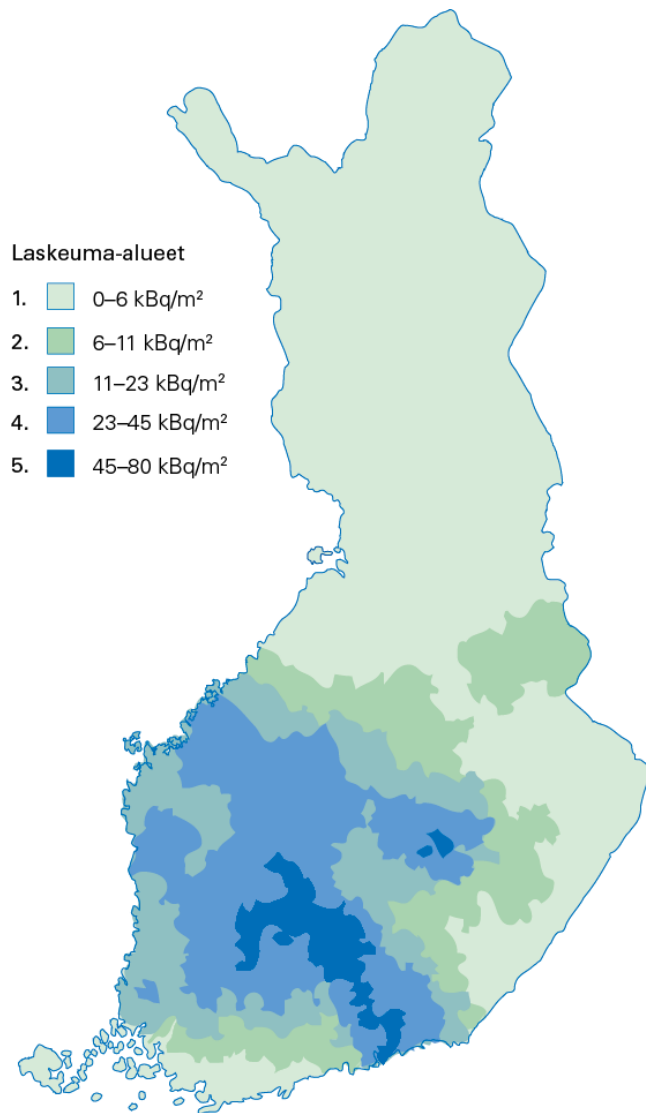 Laskeuma-alueet
1. 0–6 kBq/m²
2. 6–11 kBq/m²
3. 11–23 kBq/m²
4. 23–45 kBq/m²
5. 45–80 kBq/m²